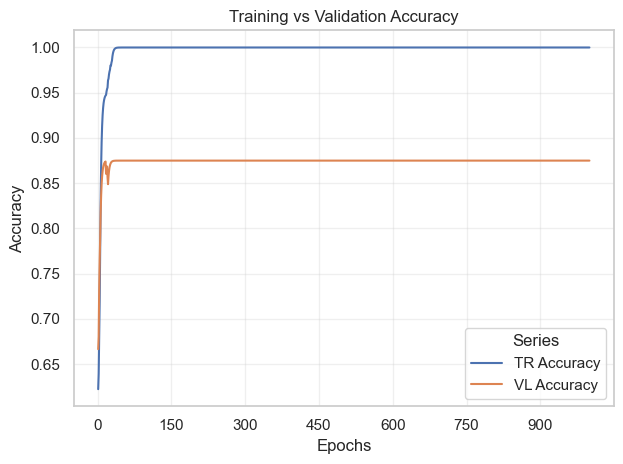 Training vs Validation Accuracy
1.00
0.95
0.90
0.85
0.80
0.75
0.70
0.65
Accuracy
0 150 300 450 600 750 900
Epochs
Series
TR Accuracy
VL Accuracy